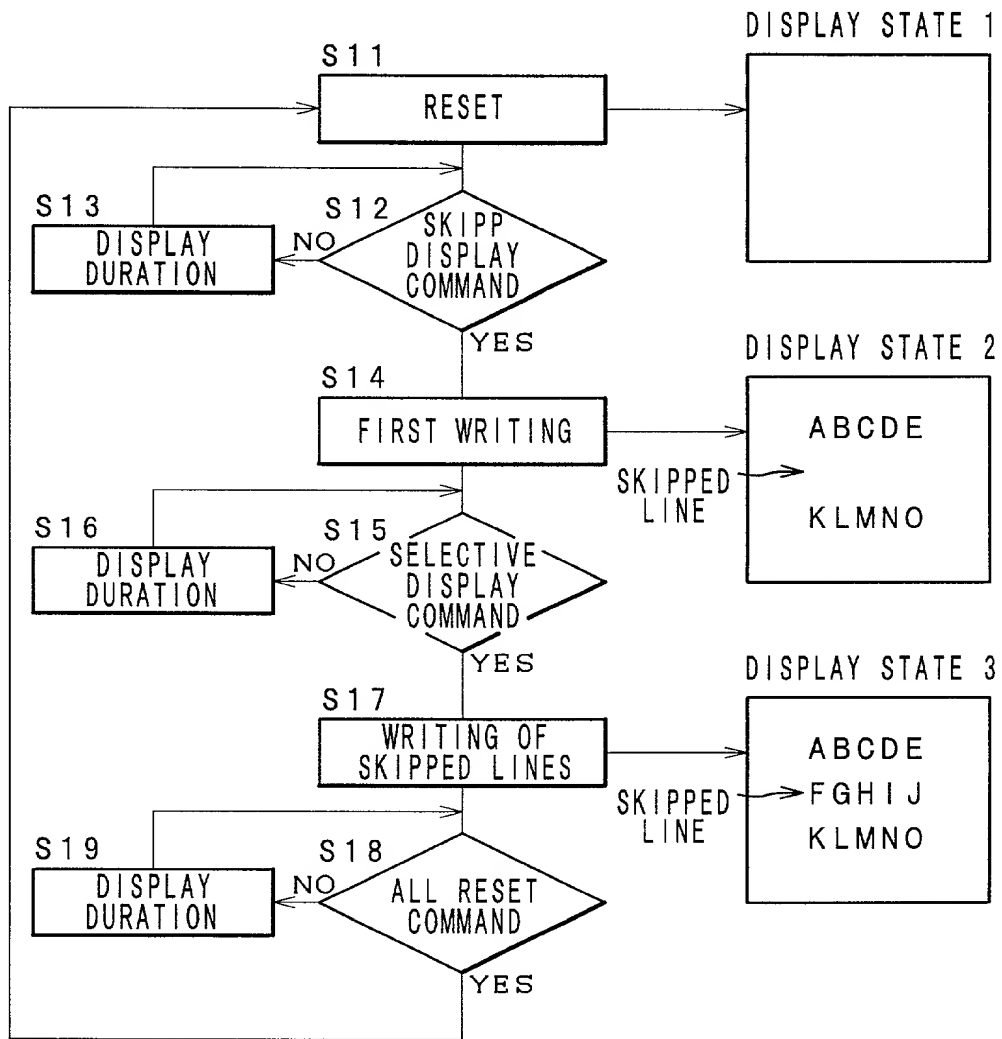 DISPLAY STATE 1
S11
RESET
S13
S12
DISPLAY
DURATION
NO
SKIPP
DISPLAY
COMMAND
YES
DISPLAY STATE 2
S14
FIRST WRITING
ABCDE
SKIPPED
LINE
KLMNO
S16
S15
DISPLAY
DURATION
NO
SELECTIVE
DISPLAY
COMMAND
YES
DISPLAY STATE 3
S17
WRITING OF
SKIPPED LINES
ABCDE
SKIPPED
LINE
FGHIJ
KLMNO
S19
S18
DISPLAY
DURATION
NO
ALL RESET
COMMAND
YES